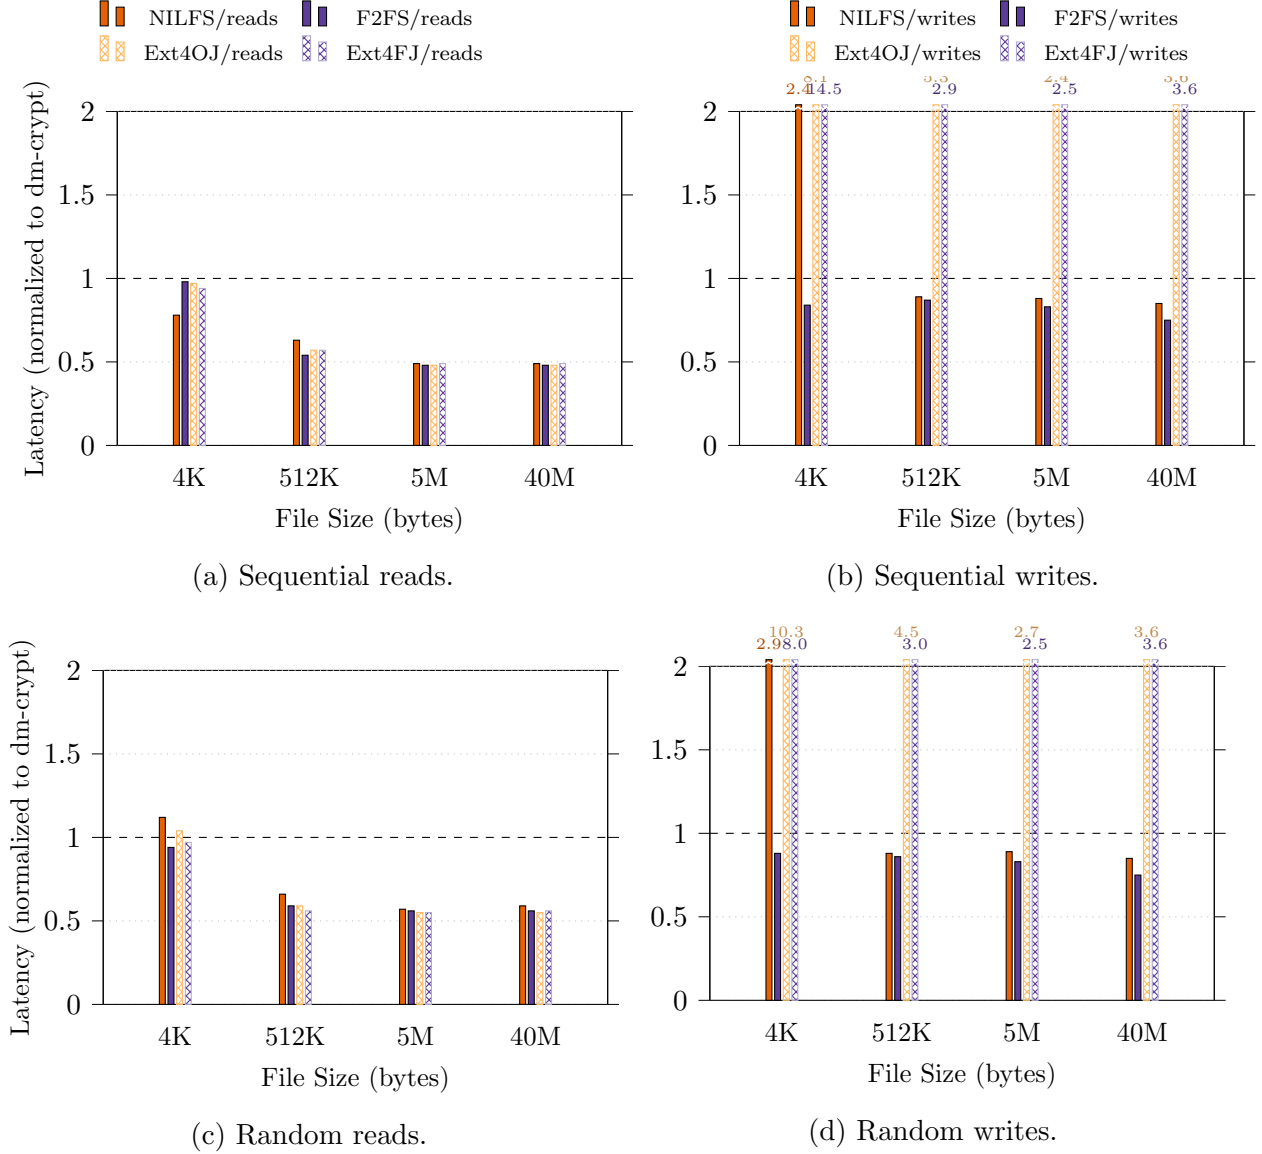 NILFS/reads F2FS/reads
Ext4OJ/reads Ext4FJ/reads
NILFS/writes F2FS/writes
Ext4OJ/writes Ext4FJ/writes
Latency (normalized to dm-crypt)
2
1.5
1
0.5
0
4K 512K 5M 40M
File Size (bytes)
(a) Sequential reads.
2.4 14.5 2.9 2.5 3.6
2
1.5
1
0.5
0
4K 512K 5M 40M
File Size (bytes)
(b) Sequential writes.
Latency (normalized to dm-crypt)
2
1.5
1
0.5
0
4K 512K 5M 40M
File Size (bytes)
(c) Random reads.
10.3 4.5 2.7 3.6
2.9 8.0 3.0 2.5 3.6
2
1.5
1
0.5
0
4K 512K 5M 40M
File Size (bytes)
(d) Random writes.